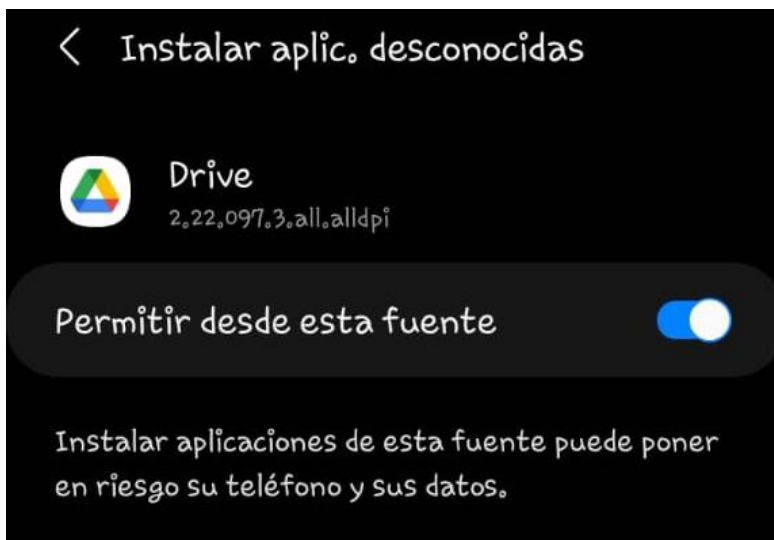 Instalar aplic. desconocidas
Drive
2.22.097.3.all.alldpi
Permitir desde esta fuente
Instalar aplicaciones de esta fuente puede poner
en riesgo su teléfono y sus datos.